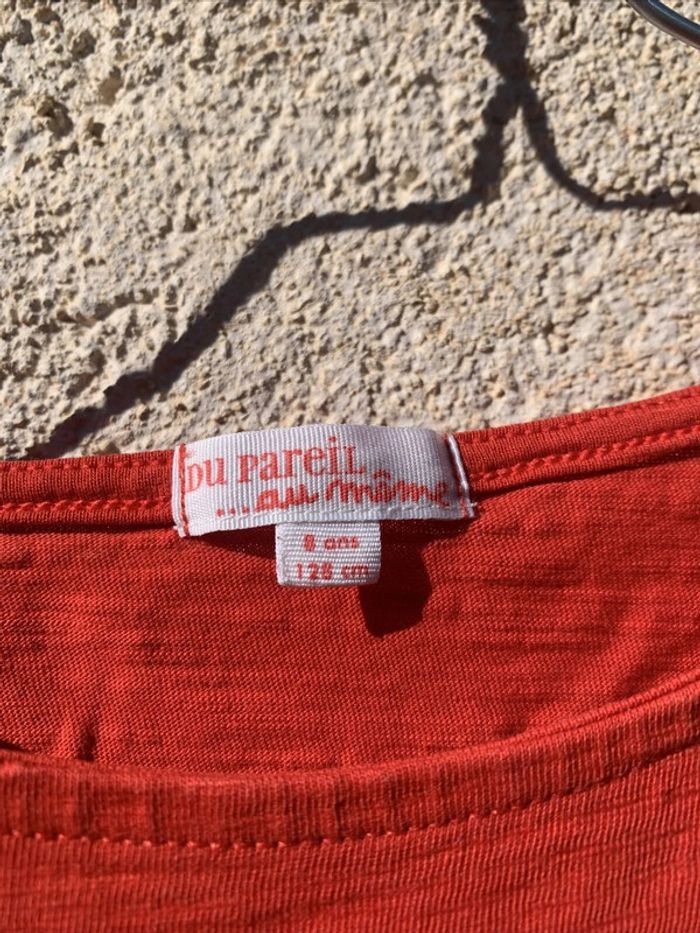 DU PAREIL
...au même
8 ans
128 cm